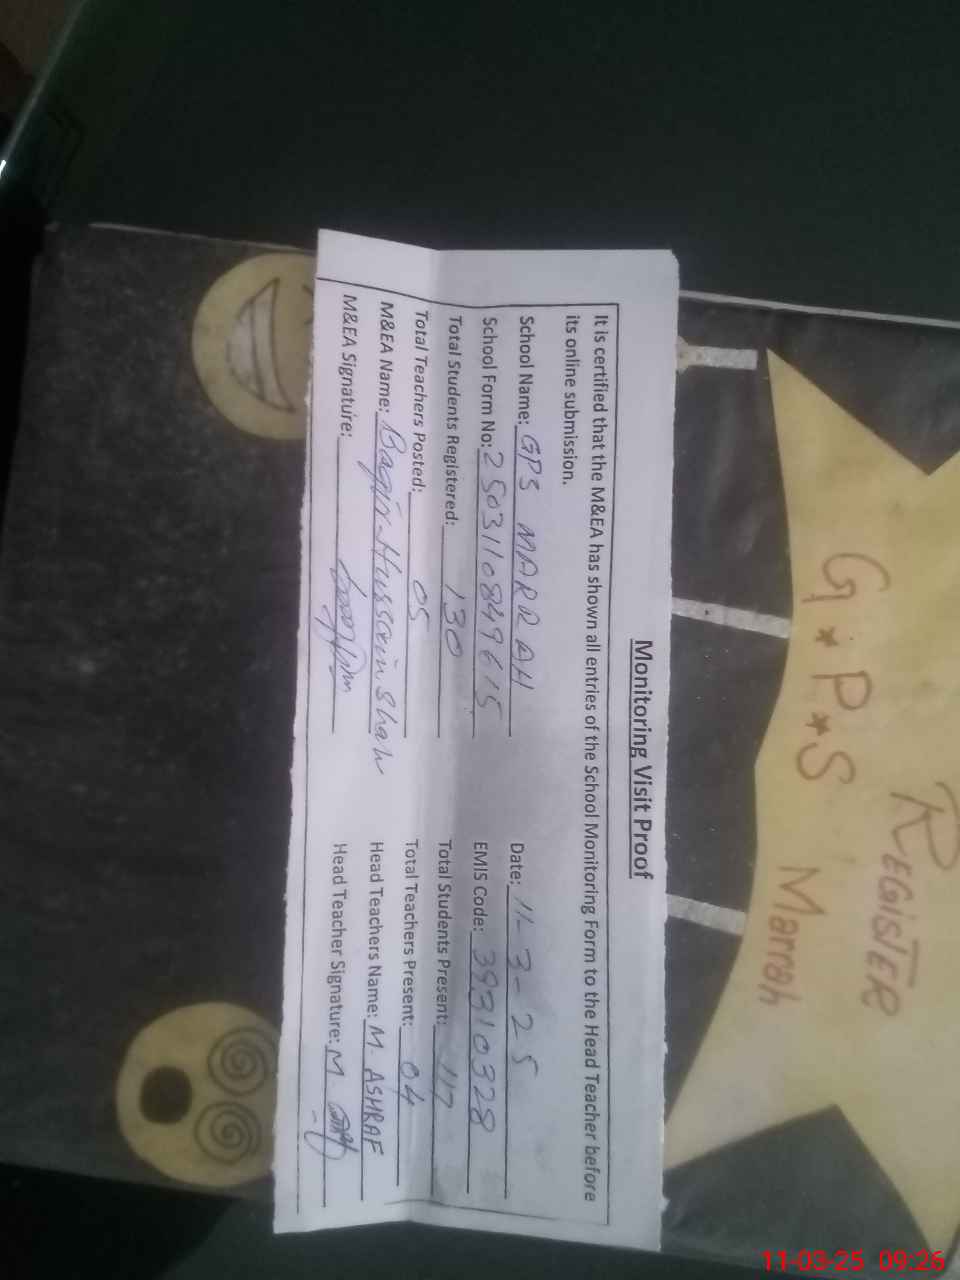 Monitoring Visit Proof
It is certified that the M&EA has shown all entries of the School Monitoring Form to the Head Teacher before
its online submission.
School Name: GPS MARRAH Date: 11-3-25
School Form No: 2503110849615 EMIS Code: 39310328
Total Students Registered: 130 Total Students Present: 117
Total Teachers Posted: 05 Total Teachers Present: 04
M&EA Name: Baqir Hussain Shah Head Teachers Name: M. ASHRAF
M&EA Signature: Head Teacher Signature: M
REGISTER
G★P★S Marrah
11-03-25 09:26